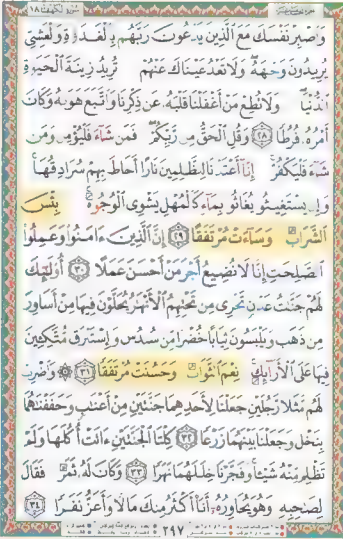 سُورَةُ الكَهْفِ ١٨
وَاصْبِرْ نَفْسَكَ مَعَ الَّذِينَ يَدْعُونَ رَبَّهُم بِالْغَدَوٰةِ وَالْعَشِيِّ
يُرِيدُونَ وَجْهَهُ وَلَا تَعْدُ عَيْنَاكَ عَنْهُمْ تُرِيدُ زِينَةَ الْحَيَوٰةِ
الدُّنْيَا وَلَا تُطِعْ مَنْ أَغْفَلْنَا قَلْبَهُ عَن ذِكْرِنَا وَاتَّبَعَ هَوَىٰهُ وَكَانَ
أَمْرُهُ فُرُطًا ٢٨ وَقُلِ الْحَقُّ مِن رَّبِّكُمْ فَمَن شَاءَ فَلْيُؤْمِن وَمَن
شَاءَ فَلْيَكْفُرْ إِنَّا أَعْتَدْنَا لِلظَّٰلِمِينَ نَارًا أَحَاطَ بِهِمْ سُرَادِقُهَا
وَإِن يَسْتَغِيثُوا يُغَاثُوا بِمَاءٍ كَالْمُهْلِ يَشْوِي الْوُجُوهَ بِئْسَ
الشَّرَابُ وَسَاءَتْ مُرْتَفَقًا ٢٩ إِنَّ الَّذِينَ ءَامَنُوا وَعَمِلُوا
الصَّٰلِحَٰتِ إِنَّا لَا نُضِيعُ أَجْرَ مَنْ أَحْسَنَ عَمَلًا ٣٠ أُولَٰئِكَ
لَهُمْ جَنَّٰتُ عَدْنٍ تَجْرِي مِن تَحْتِهِمُ الْأَنْهَٰرُ يُحَلَّوْنَ فِيهَا مِنْ أَسَاوِرَ
مِن ذَهَبٍ وَيَلْبَسُونَ ثِيَابًا خُضْرًا مِّن سُندُسٍ وَإِسْتَبْرَقٍ مُّتَّكِئِينَ
فِيهَا عَلَى الْأَرَائِكِ نِعْمَ الثَّوَابُ وَحَسُنَتْ مُرْتَفَقًا ٣١ ۞ وَاضْرِبْ
لَهُم مَّثَلًا رَّجُلَيْنِ جَعَلْنَا لِأَحَدِهِمَا جَنَّتَيْنِ مِنْ أَعْنَٰبٍ وَحَفَفْنَٰهُمَا
بِنَخْلٍ وَجَعَلْنَا بَيْنَهُمَا زَرْعًا ٣٢ كِلْتَا الْجَنَّتَيْنِ ءَاتَتْ أُكُلَهَا وَلَمْ
تَظْلِم مِّنْهُ شَيْئًا وَفَجَّرْنَا خِلَٰلَهُمَا نَهَرًا ٣٣ وَكَانَ لَهُ ثَمَرٌ فَقَالَ
لِصَٰحِبِهِ وَهُوَ يُحَاوِرُهُ أَنَا أَكْثَرُ مِنكَ مَالًا وَأَعَزُّ نَفَرًا ٣٤
٢٩٧